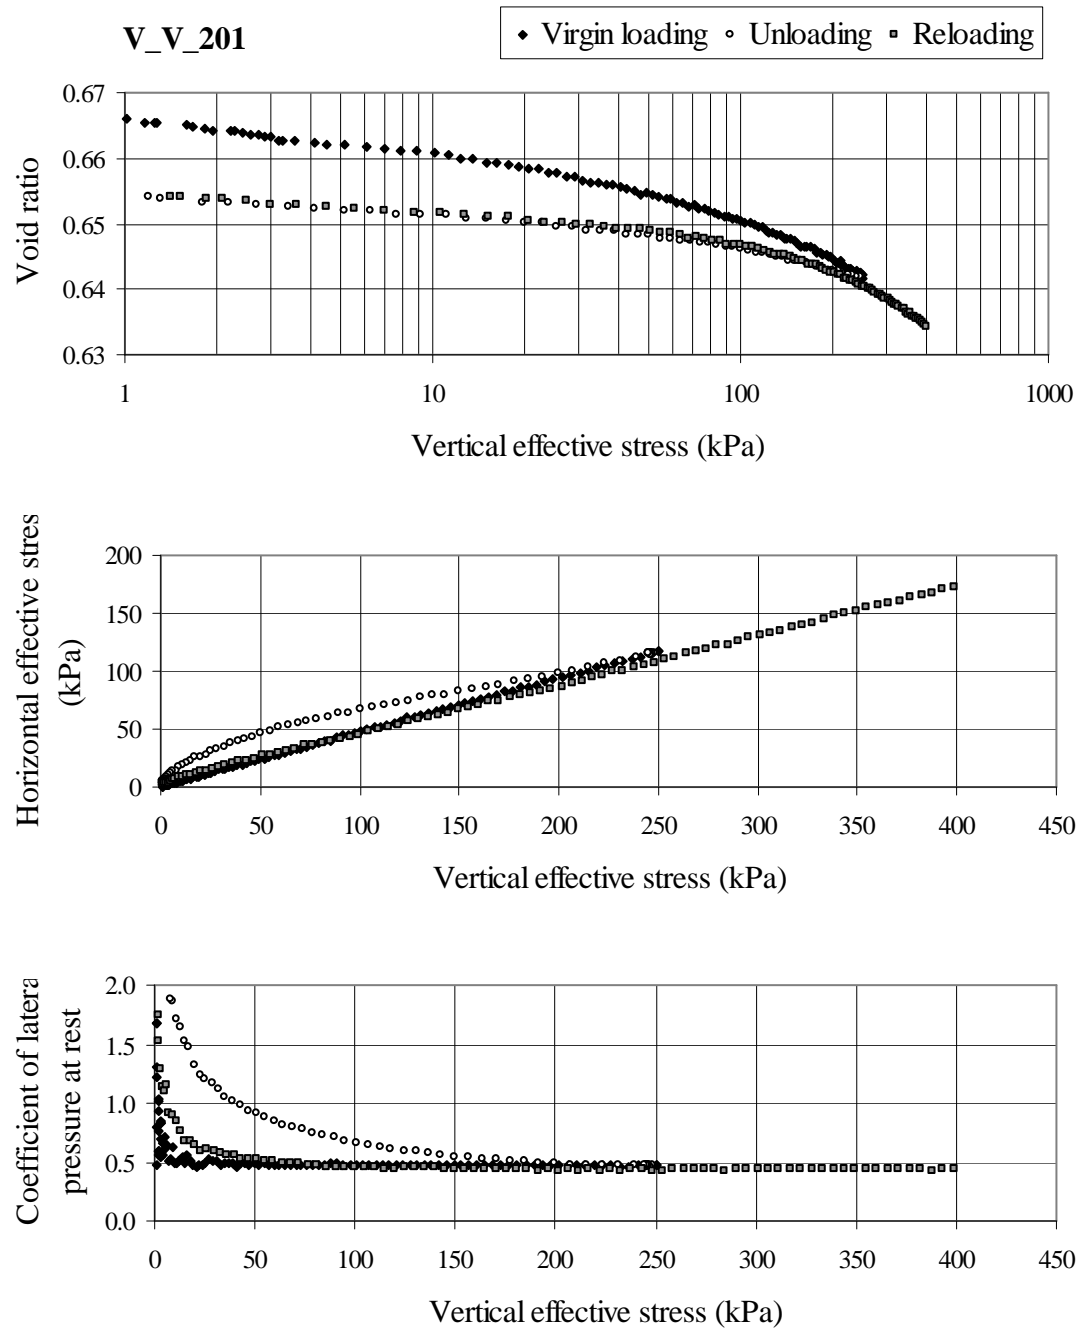 V_V_201
Virgin loading Unloading Reloading
0.67
0.66
0.65
0.64
0.63
Void ratio
1 10 100 1000
Vertical effective stress (kPa)
Horizontal effective stres
(kPa)
200
150
100
50
0
0 50 100 150 200 250 300 350 400 450
Vertical effective stress (kPa)
Coefficient of latera
pressure at rest
2.0
1.5
1.0
0.5
0.0
0 50 100 150 200 250 300 350 400 450
Vertical effective stress (kPa)